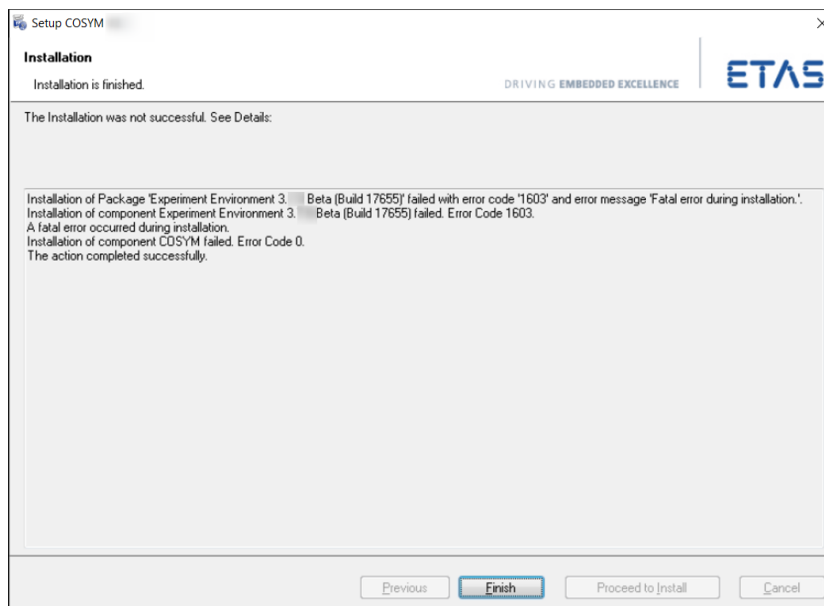 Setup COSYM
Installation
Installation is finished.
DRIVING EMBEDDED EXCELLENCE
ETAS
The Installation was not successful. See Details:
Installation of Package 'Experiment Environment 3. Beta (Build 17655)' failed with error code '1603' and error message 'Fatal error during installation.'.
Installation of component Experiment Environment 3. Beta (Build 17655) failed. Error Code 1603.
A fatal error occurred during installation.
Installation of component COSYM failed. Error Code 0.
The action completed successfully.
Previous
Finish
Proceed to Install
Cancel